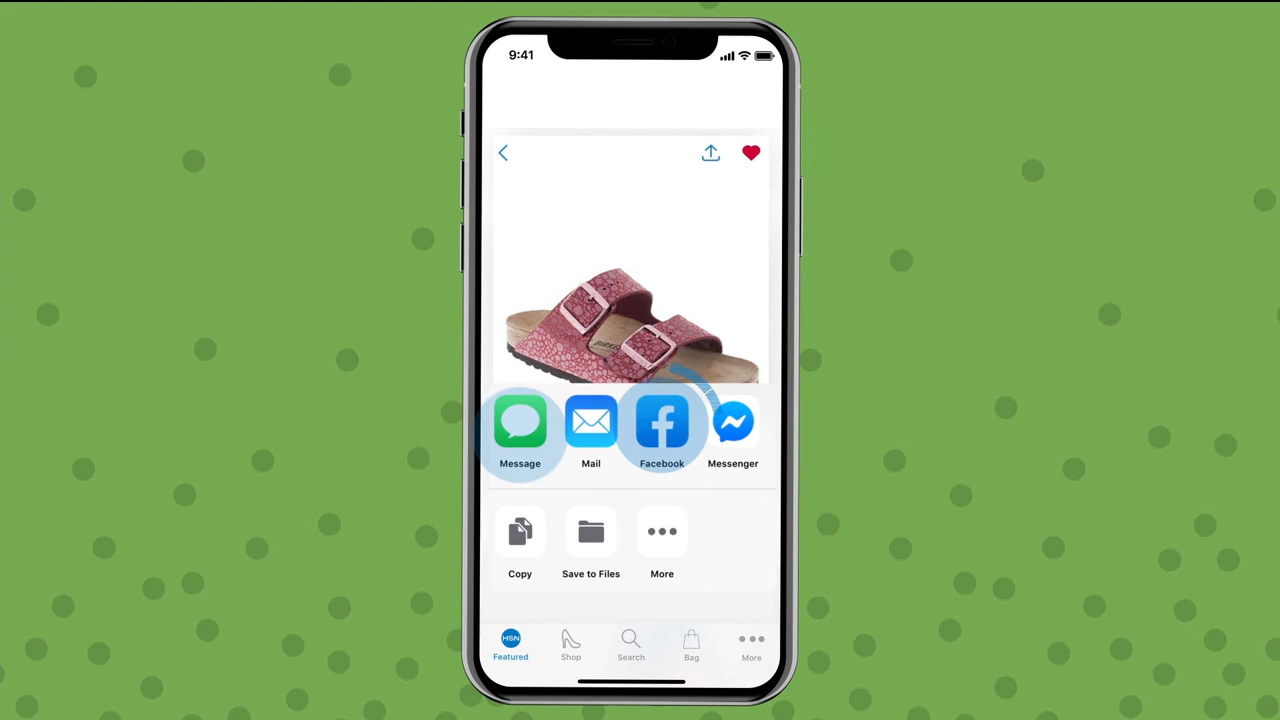 9:41
Message Mail Facebook Messenger
Copy Save to Files More
HSN
Featured Shop Search Bag More